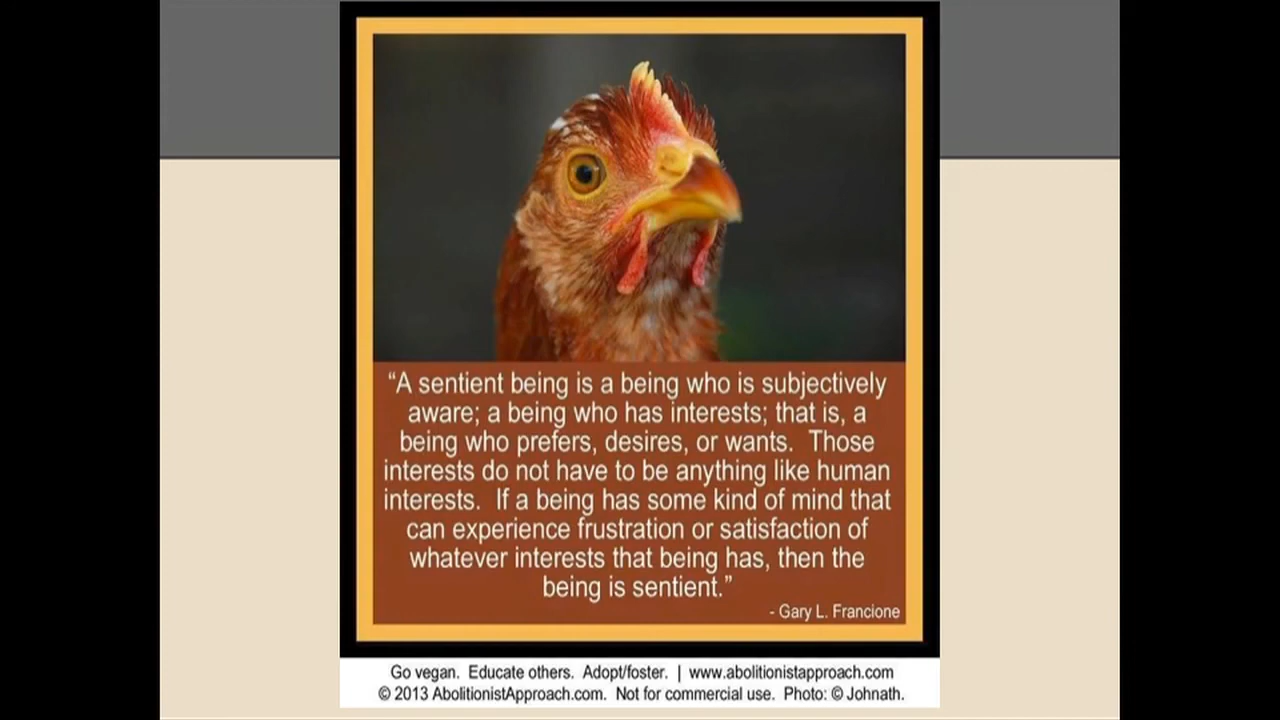 “A sentient being is a being who is subjectively
aware; a being who has interests; that is, a
being who prefers, desires, or wants.  Those
interests do not have to be anything like human
interests.  If a being has some kind of mind that
can experience frustration or satisfaction of
whatever interests that being has, then the
being is sentient.”
- Gary L. Francione
Go vegan.  Educate others.  Adopt/foster.  |  www.abolitionistapproach.com
© 2013 AbolitionistApproach.com.  Not for commercial use.  Photo: © Johnath.